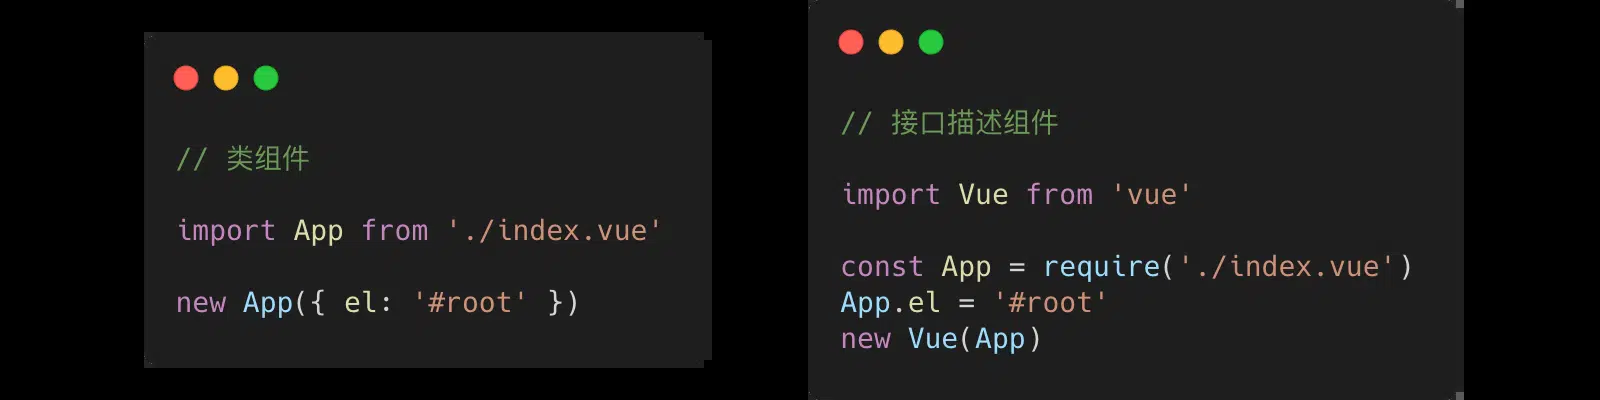 // 类组件
import App from './index.vue'
new App({ el: '#root' })
// 接口描述组件
import Vue from 'vue'
const App = require('./index.vue')
App.el = '#root'
new Vue(App)